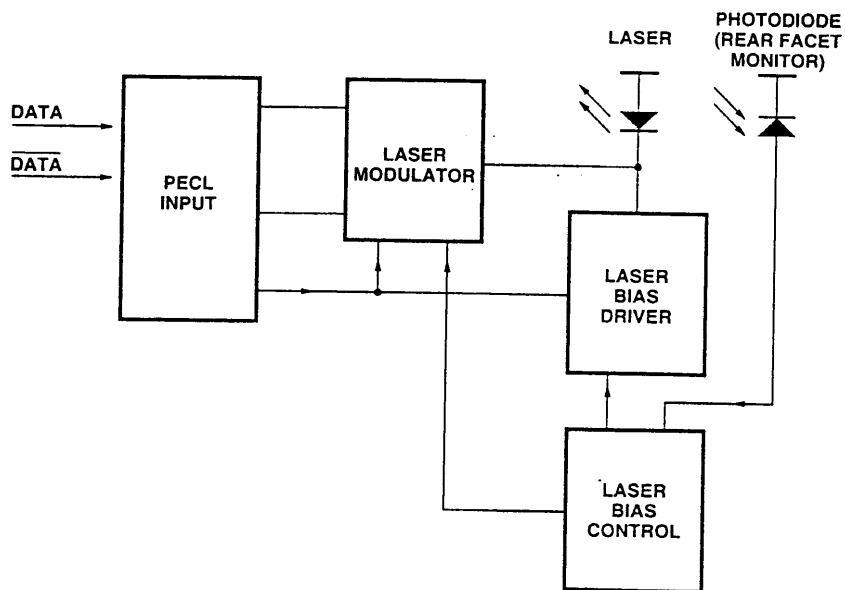 LASER
PHOTODIODE
(REAR FACET
MONITOR)
DATA
DATA
PECL
INPUT
LASER
MODULATOR
LASER
BIAS
DRIVER
LASER
BIAS
CONTROL